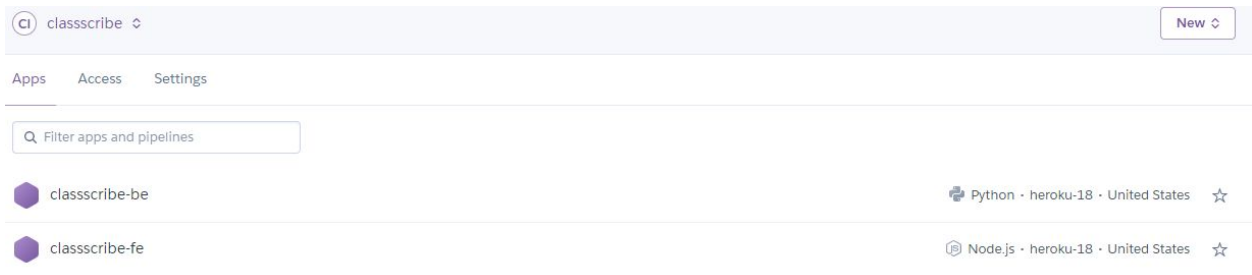 CI classscribe
New
Apps Access Settings
Filter apps and pipelines
classscribe-be Python · heroku-18 · United States
classscribe-fe JS Node.js · heroku-18 · United States